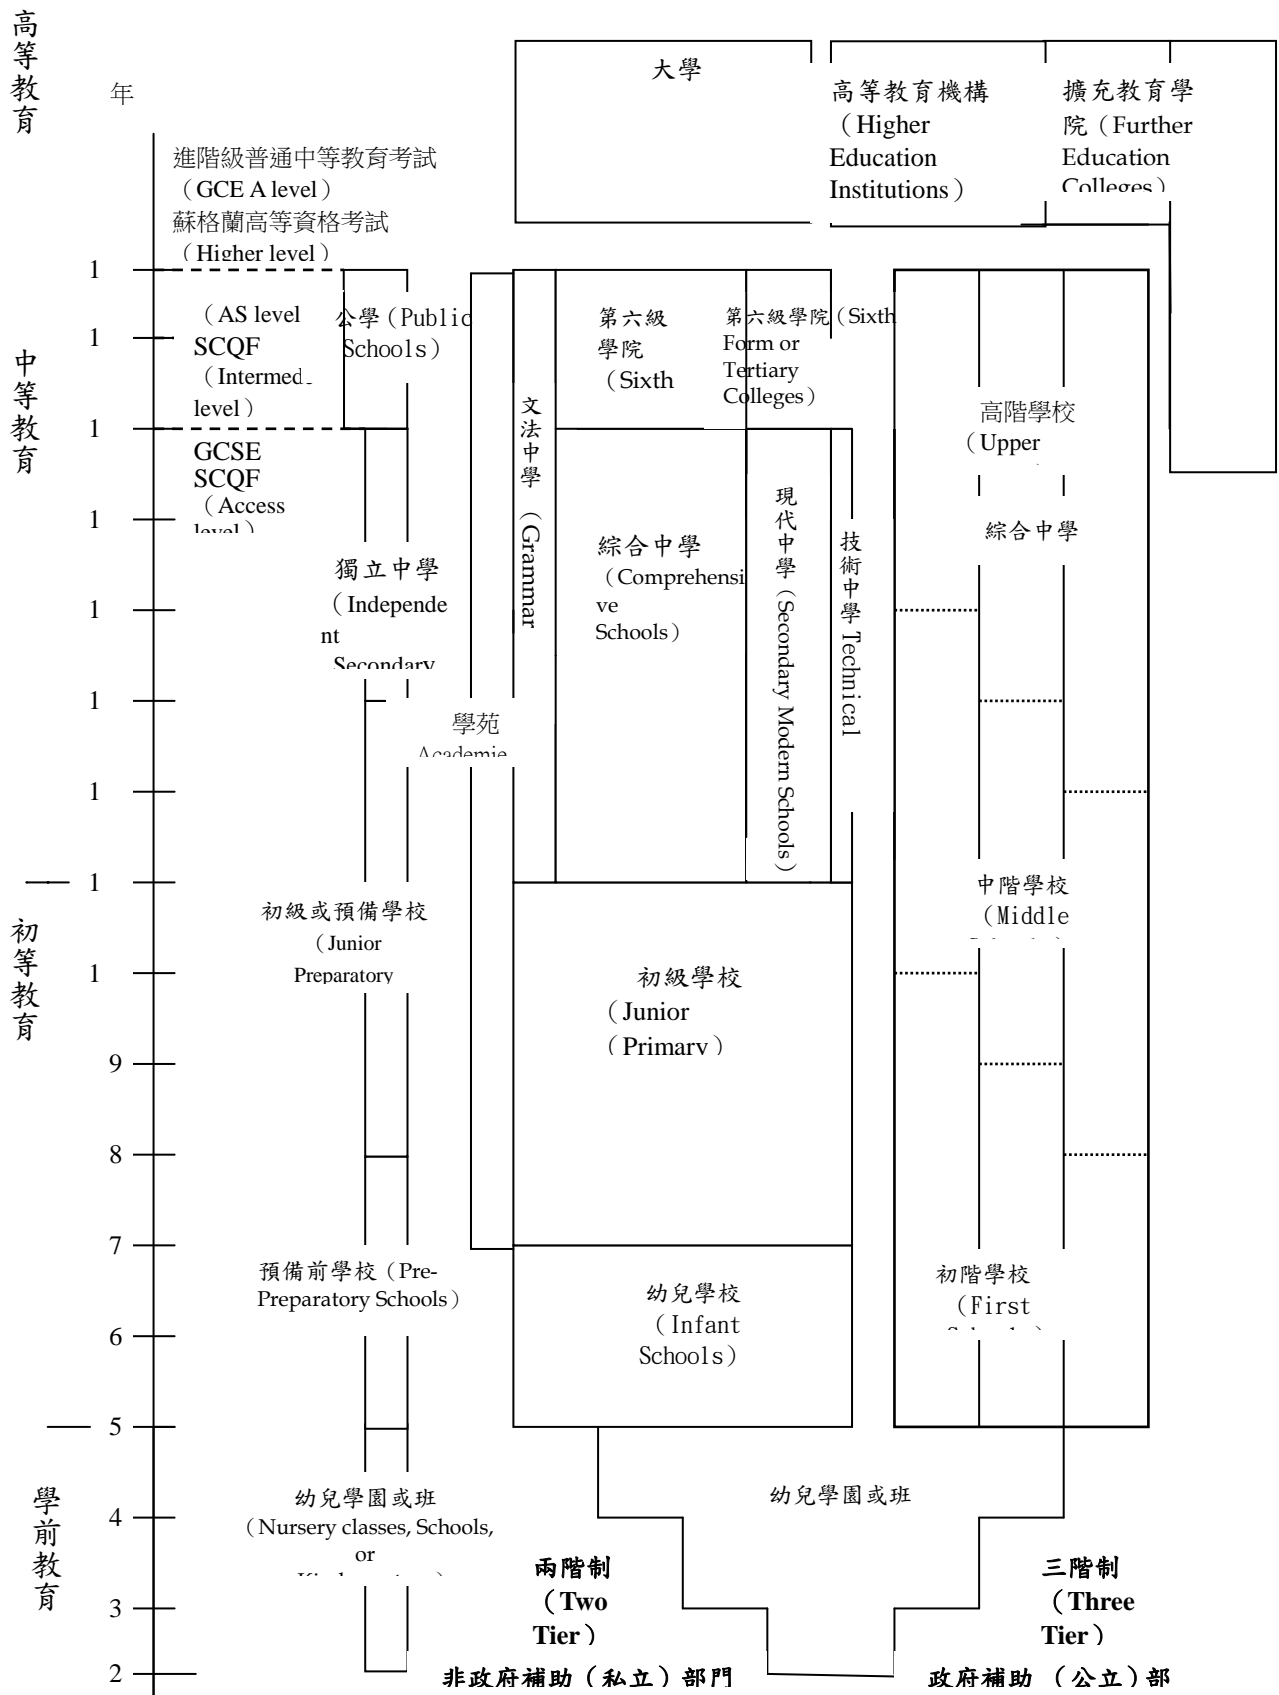 高等教育
年
大學
高等教育機構
（Higher
Education
Institutions）
擴充教育學
院（Further
Education
Colleges）
進階級普通中等教育考試
（GCE A level）
蘇格蘭高等資格考試
（Higher level）
1
（AS level
SCQF
（Intermed
level）
公學（Public
Schools）
第六級
學院
（Sixth
第六級學院（Sixth
Form or
Tertiary
Colleges）
1
中等教育
1
GCSE
SCQF
（Access
level）
文法中學（Grammar
高階學校
（Upper
1
獨立中學
（Independe
nt
Secondary
綜合中學
（Comprehensi
ve
Schools）
現代中學（Secondary Modern Schools）
技術中學 Technical
綜合中學
1
1
學苑
Academie
1
1
初等教育
初級或預備學校
（Junior
Preparatory
中階學校
（Middle
1
初級學校
（Junior
（Primary）
9
8
7
預備前學校（Pre-
Preparatory Schools）
幼兒學校
（Infant
Schools）
初階學校
（First
6
5
學前教育
幼兒學園或班
（Nursery classes, Schools,
or
幼兒學園或班
4
兩階制
（Two
Tier）
三階制
（Three
Tier）
3
2
非政府補助（私立）部門
政府補助 （公立）部